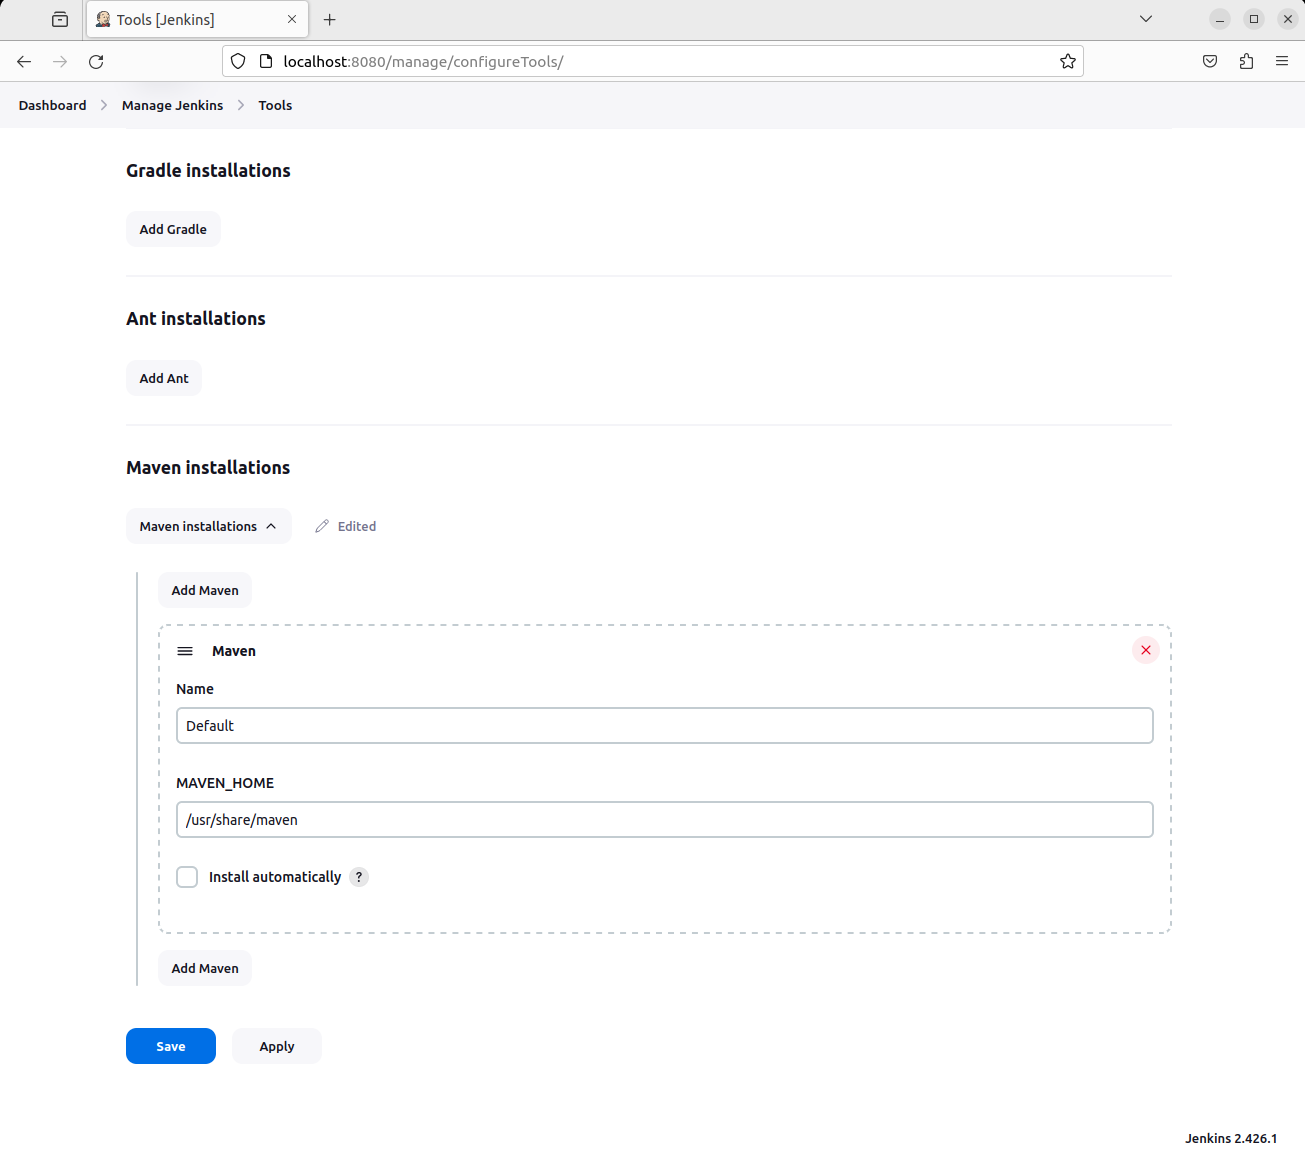 Tools [Jenkins]
localhost:8080/manage/configureTools/
Dashboard Manage Jenkins Tools
Gradle installations
Add Gradle
Ant installations
Add Ant
Maven installations
Maven installations Edited
Add Maven
Maven
Name
Default
MAVEN_HOME
/usr/share/maven
Install automatically ?
Add Maven
Save Apply
Jenkins 2.426.1